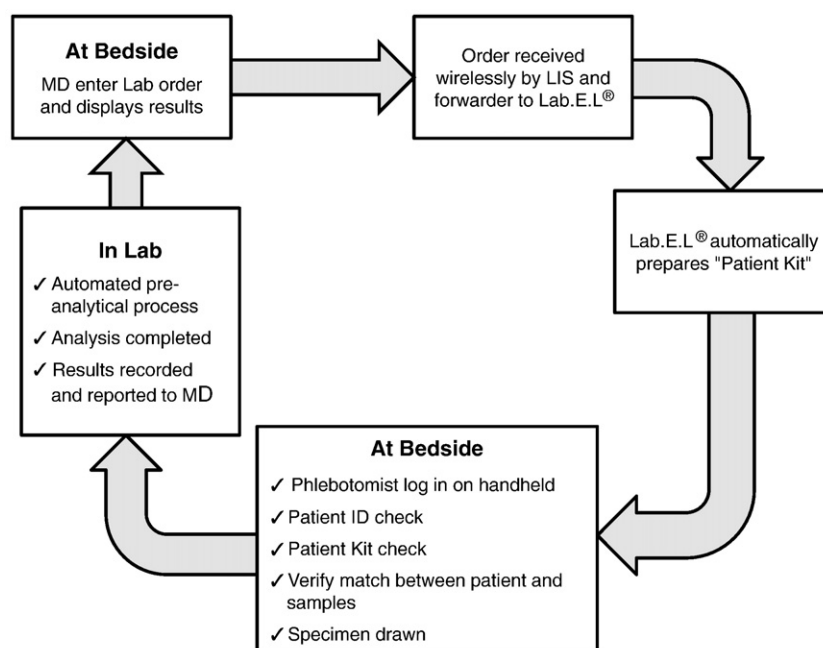 At Bedside
MD enter Lab order
and displays results
Order received
wirelessly by LIS and
forwarder to Lab.E.L®
Lab.E.L® automatically
prepares "Patient Kit"
At Bedside
✓ Phlebotomist log in on handheld
✓ Patient ID check
✓ Patient Kit check
✓ Verify match between patient and
samples
✓ Specimen drawn
In Lab
✓ Automated pre-
analytical process
✓ Analysis completed
✓ Results recorded
and reported to MD